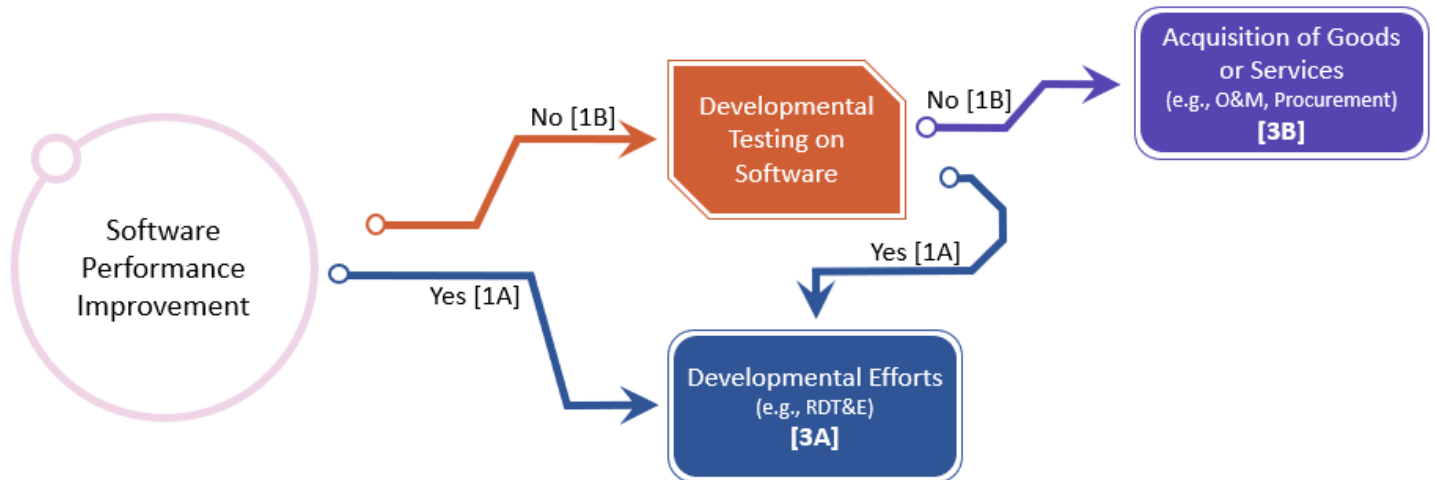 Software
Performance
Improvement
No [1B]
Yes [1A]
Developmental
Testing on
Software
No [1B]
Yes [1A]
Acquisition of Goods
or Services
(e.g., O&M, Procurement)
[3B]
Developmental Efforts
(e.g., RDT&E)
[3A]